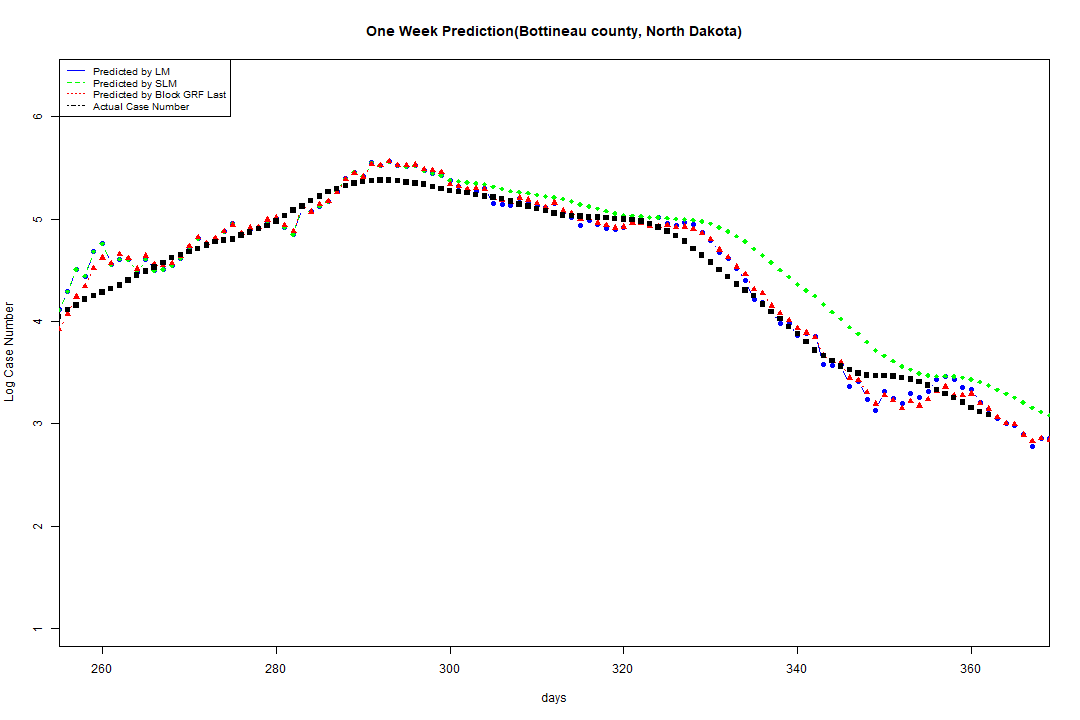 One Week Prediction(Bottineau county, North Dakota)
Predicted by LM
Predicted by SLM
Predicted by Block GRF Last
Actual Case Number
6
5
4
3
2
1
Log Case Number
260 280 300 320 340 360
days